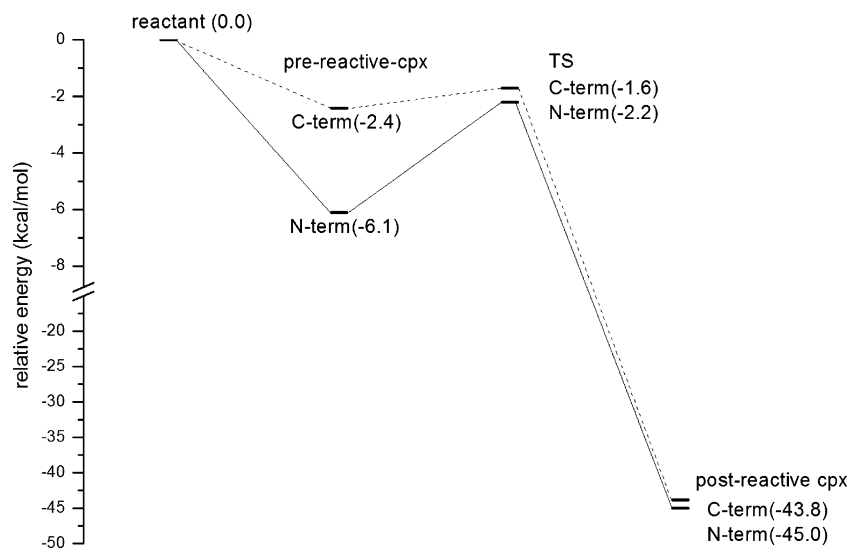 reactant (0.0)
pre-reactive-cpx
C-term(-2.4)
N-term(-6.1)
TS
C-term(-1.6)
N-term(-2.2)
post-reactive cpx
C-term(-43.8)
N-term(-45.0)
relative energy (kcal/mol)
0
-2
-4
-6
-8
-20
-25
-30
-35
-40
-45
-50